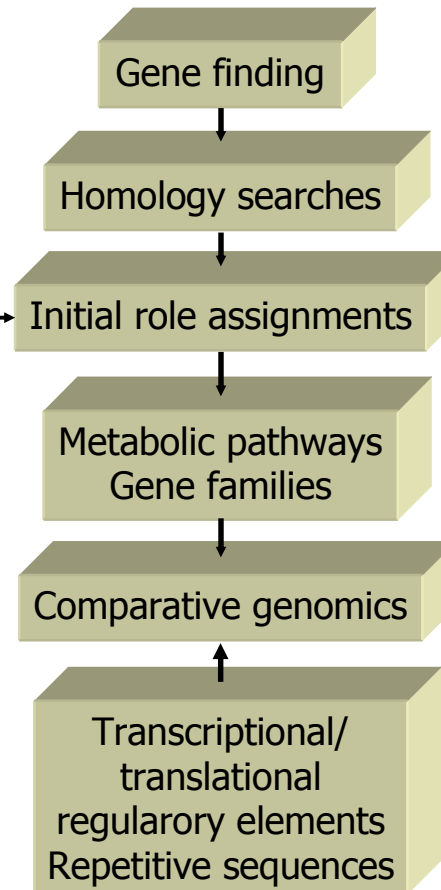 Gene finding
Homology searches
Initial role assignments
Metabolic pathways
Gene families
Comparative genomics
Transcriptional/
translational
regularory elements
Repetitive sequences